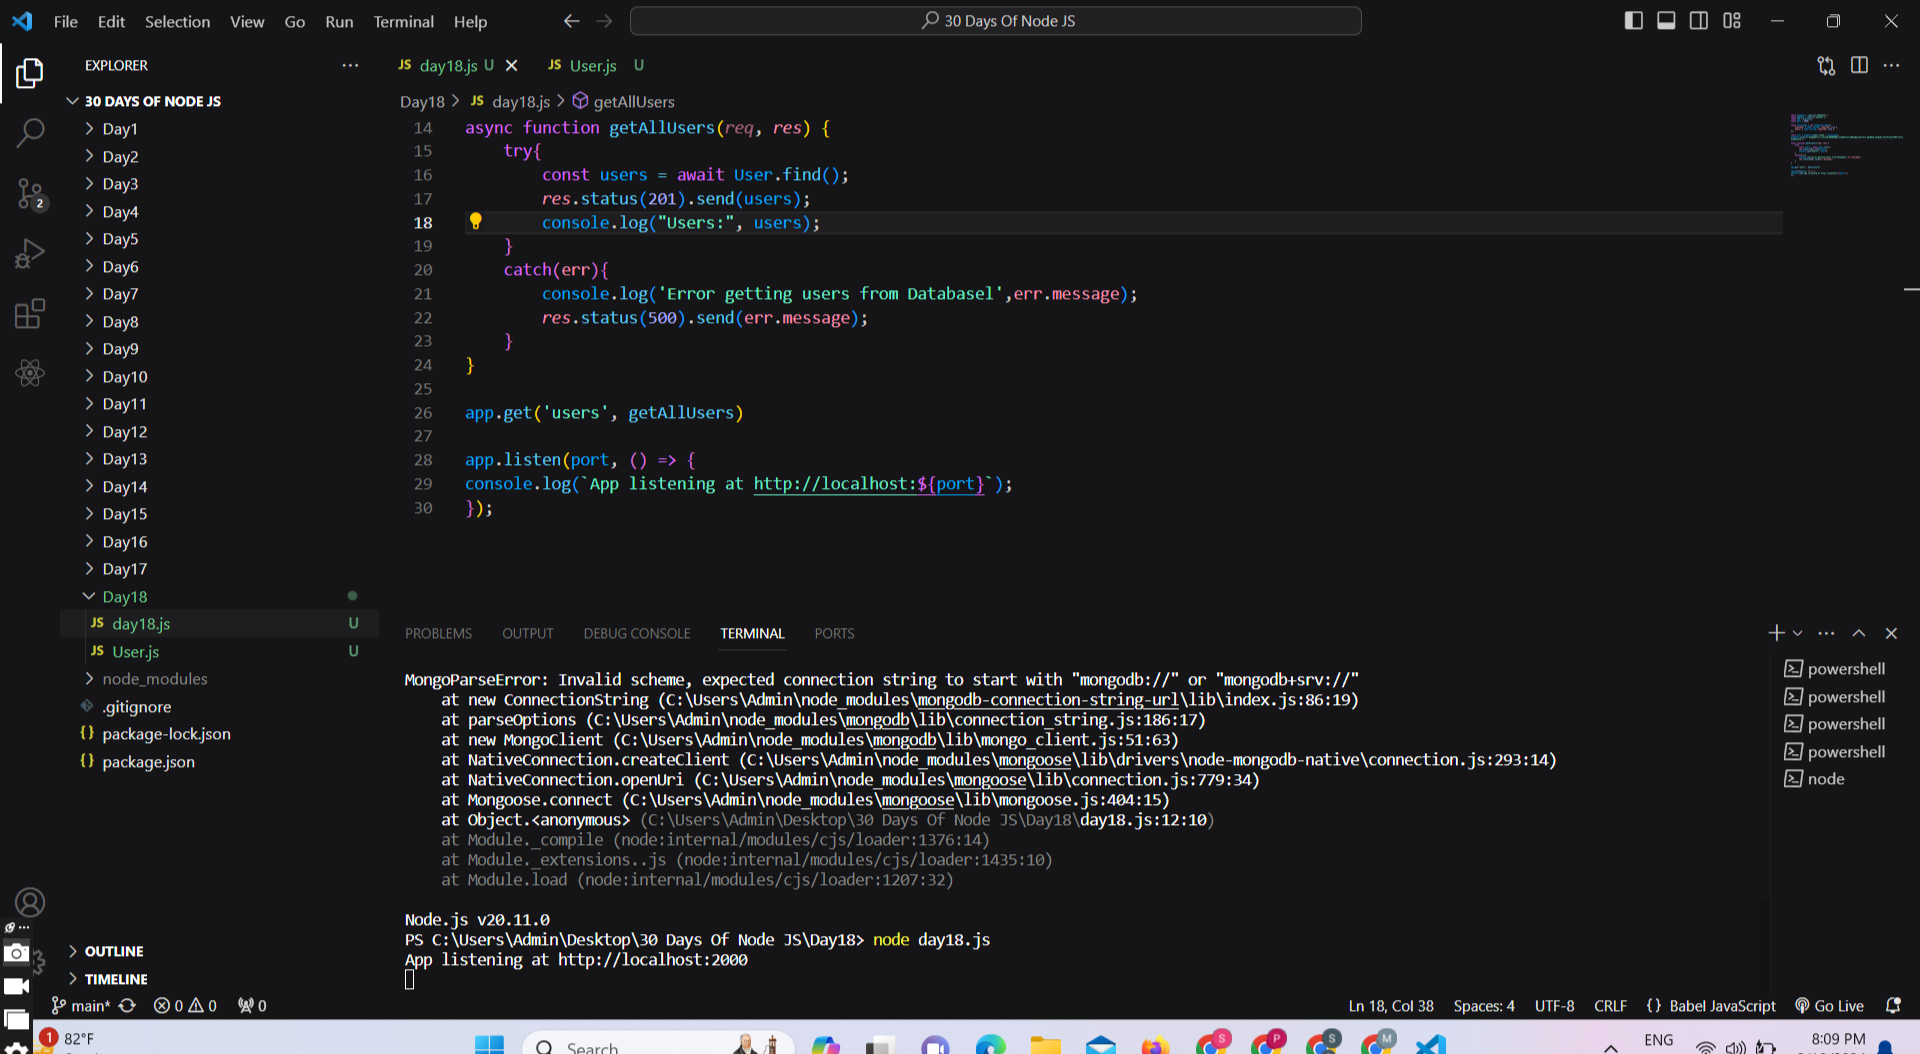 File Edit Selection View Go Run Terminal Help
30 Days Of Node JS
EXPLORER
30 DAYS OF NODE JS
Day1
Day2
Day3
Day4
Day5
Day6
Day7
Day8
Day9
Day10
Day11
Day12
Day13
Day14
Day15
Day16
Day17
Day18
JS day18.js U
JS User.js U
node_modules
.gitignore
{} package-lock.json
{} package.json
OUTLINE
TIMELINE
JS day18.js U
JS User.js U
Day18 > JS day18.js > getAllUsers
14 async function getAllUsers(req, res) {
15 try{
16 const users = await User.find();
17 res.status(201).send(users);
18 console.log("Users:", users);
19 }
20 catch(err){
21 console.log('Error getting users from Databasel',err.message);
22 res.status(500).send(err.message);
23 }
24 }
25
26 app.get('users', getAllUsers)
27
28 app.listen(port, () => {
29 console.log(`App listening at http://localhost:${port}`);
30 });
PROBLEMS OUTPUT DEBUG CONSOLE TERMINAL PORTS
MongoParseError: Invalid scheme, expected connection string to start with "mongodb://" or "mongodb+srv://"
at new ConnectionString (C:\Users\Admin\node_modules\mongodb-connection-string-url\lib\index.js:86:19)
at parseOptions (C:\Users\Admin\node_modules\mongodb\lib\connection_string.js:186:17)
at new MongoClient (C:\Users\Admin\node_modules\mongodb\lib\mongo_client.js:51:63)
at NativeConnection.createClient (C:\Users\Admin\node_modules\mongoose\lib\drivers\node-mongodb-native\connection.js:293:14)
at NativeConnection.openUri (C:\Users\Admin\node_modules\mongoose\lib\connection.js:779:34)
at Mongoose.connect (C:\Users\Admin\node_modules\mongoose\lib\mongoose.js:404:15)
at Object.<anonymous> (C:\Users\Admin\Desktop\30 Days Of Node JS\Day18\day18.js:12:10)
at Module._compile (node:internal/modules/cjs/loader:1376:14)
at Module._extensions..js (node:internal/modules/cjs/loader:1435:10)
at Module.load (node:internal/modules/cjs/loader:1207:32)
Node.js v20.11.0
PS C:\Users\Admin\Desktop\30 Days Of Node JS\Day18> node day18.js
App listening at http://localhost:2000
powershell
powershell
powershell
powershell
node
2
main* 0 0 0
Ln 18, Col 38 Spaces: 4 UTF-8 CRLF {} Babel JavaScript Go Live
1 82°F
Search
S P S M
ENG
8:09 PM